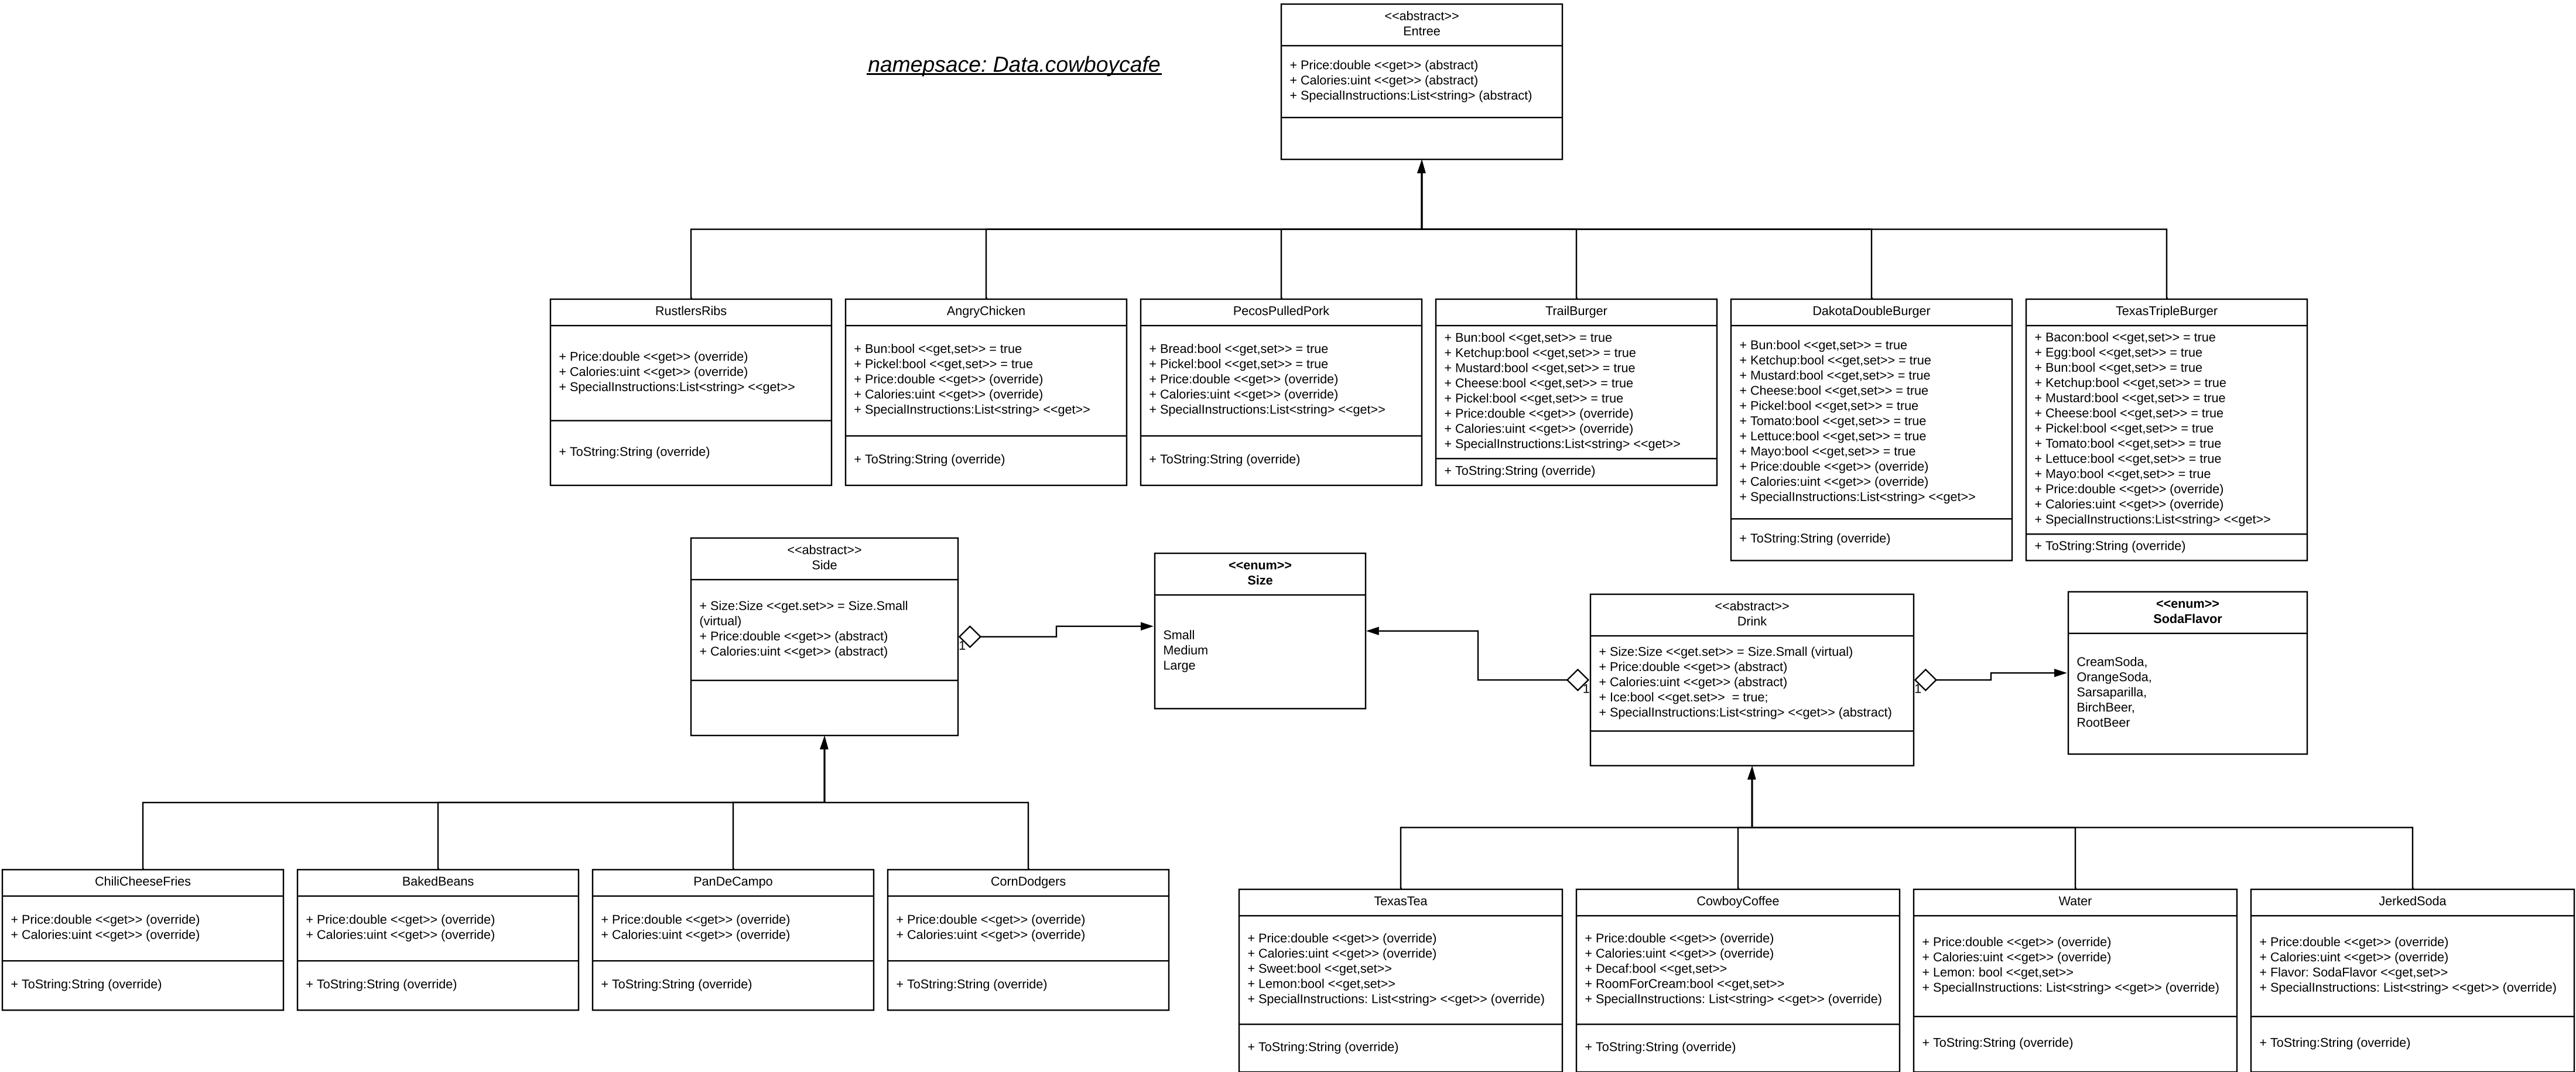 <<abstract>>
Entree
+ Price:double <<get>> (abstract)
+ Calories:uint <<get>> (abstract)
+ SpecialInstructions:List<string> (abstract)
namepsace: Data.cowboycafe
RustlersRibs
+ Price:double <<get>> (override)
+ Calories:uint <<get>> (override)
+ SpecialInstructions:List<string> <<get>>
+ ToString:String (override)
AngryChicken
+ Bun:bool <<get,set>> = true
+ Pickel:bool <<get,set>> = true
+ Price:double <<get>> (override)
+ Calories:uint <<get>> (override)
+ SpecialInstructions:List<string> <<get>>
+ ToString:String (override)
PecosPulledPork
+ Bread:bool <<get,set>> = true
+ Pickel:bool <<get,set>> = true
+ Price:double <<get>> (override)
+ Calories:uint <<get>> (override)
+ SpecialInstructions:List<string> <<get>>
+ ToString:String (override)
TrailBurger
+ Bun:bool <<get,set>> = true
+ Ketchup:bool <<get,set>> = true
+ Mustard:bool <<get,set>> = true
+ Cheese:bool <<get,set>> = true
+ Pickel:bool <<get,set>> = true
+ Price:double <<get>> (override)
+ Calories:uint <<get>> (override)
+ SpecialInstructions:List<string> <<get>>
+ ToString:String (override)
DakotaDoubleBurger
+ Bun:bool <<get,set>> = true
+ Ketchup:bool <<get,set>> = true
+ Mustard:bool <<get,set>> = true
+ Cheese:bool <<get,set>> = true
+ Pickel:bool <<get,set>> = true
+ Tomato:bool <<get,set>> = true
+ Lettuce:bool <<get,set>> = true
+ Mayo:bool <<get,set>> = true
+ Price:double <<get>> (override)
+ Calories:uint <<get>> (override)
+ SpecialInstructions:List<string> <<get>>
+ ToString:String (override)
TexasTripleBurger
+ Bacon:bool <<get,set>> = true
+ Egg:bool <<get,set>> = true
+ Bun:bool <<get,set>> = true
+ Ketchup:bool <<get,set>> = true
+ Mustard:bool <<get,set>> = true
+ Cheese:bool <<get,set>> = true
+ Pickel:bool <<get,set>> = true
+ Tomato:bool <<get,set>> = true
+ Lettuce:bool <<get,set>> = true
+ Mayo:bool <<get,set>> = true
+ Price:double <<get>> (override)
+ Calories:uint <<get>> (override)
+ SpecialInstructions:List<string> <<get>>
+ ToString:String (override)
<<abstract>>
Side
+ Size:Size <<get.set>> = Size.Small
(virtual)
+ Price:double <<get>> (abstract)
+ Calories:uint <<get>> (abstract)
1
<<enum>>
Size
Small
Medium
Large
1
<<abstract>>
Drink
+ Size:Size <<get.set>> = Size.Small (virtual)
+ Price:double <<get>> (abstract)
+ Calories:uint <<get>> (abstract)
+ Ice:bool <<get.set>>  = true;
+ SpecialInstructions:List<string> <<get>> (abstract)
1
<<enum>>
SodaFlavor
CreamSoda,
OrangeSoda,
Sarsaparilla,
BirchBeer,
RootBeer
ChiliCheeseFries
+ Price:double <<get>> (override)
+ Calories:uint <<get>> (override)
+ ToString:String (override)
BakedBeans
+ Price:double <<get>> (override)
+ Calories:uint <<get>> (override)
+ ToString:String (override)
PanDeCampo
+ Price:double <<get>> (override)
+ Calories:uint <<get>> (override)
+ ToString:String (override)
CornDodgers
+ Price:double <<get>> (override)
+ Calories:uint <<get>> (override)
+ ToString:String (override)
TexasTea
+ Price:double <<get>> (override)
+ Calories:uint <<get>> (override)
+ Sweet:bool <<get,set>>
+ Lemon:bool <<get,set>>
+ SpecialInstructions: List<string> <<get>> (override)
+ ToString:String (override)
CowboyCoffee
+ Price:double <<get>> (override)
+ Calories:uint <<get>> (override)
+ Decaf:bool <<get,set>>
+ RoomForCream:bool <<get,set>>
+ SpecialInstructions: List<string> <<get>> (override)
+ ToString:String (override)
Water
+ Price:double <<get>> (override)
+ Calories:uint <<get>> (override)
+ Lemon: bool <<get,set>>
+ SpecialInstructions: List<string> <<get>> (override)
+ ToString:String (override)
JerkedSoda
+ Price:double <<get>> (override)
+ Calories:uint <<get>> (override)
+ Flavor: SodaFlavor <<get,set>>
+ SpecialInstructions: List<string> <<get>> (override)
+ ToString:String (override)